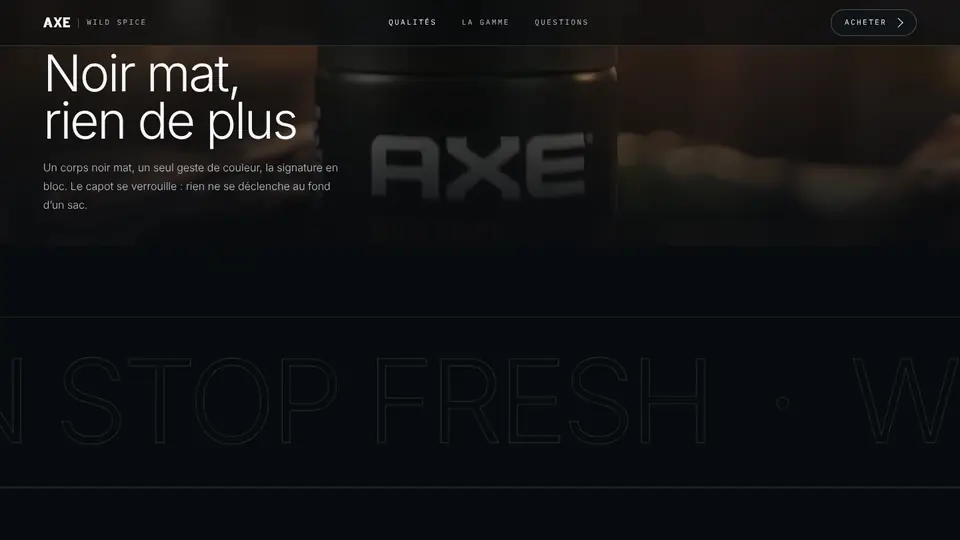 AXE | WILD SPICE
QUALITÉS
LA GAMME
QUESTIONS
ACHETER
Noir mat,
rien de plus
Un corps noir mat, un seul geste de couleur, la signature en
bloc. Le capot se verrouille : rien ne se déclenche au fond
d’un sac.
AXE
N STOP FRESH
W